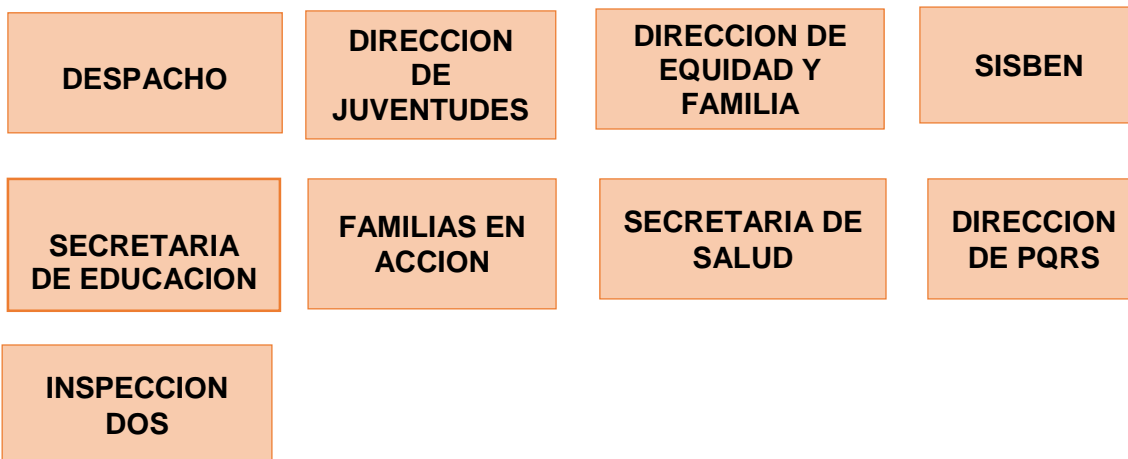 DESPACHO
DIRECCION
DE
JUVENTUDES
DIRECCION DE
EQUIDAD Y
FAMILIA
SISBEN
SECRETARIA
DE EDUCACION
FAMILIAS EN
ACCION
SECRETARIA DE
SALUD
DIRECCION
DE PQRS
INSPECCION
DOS